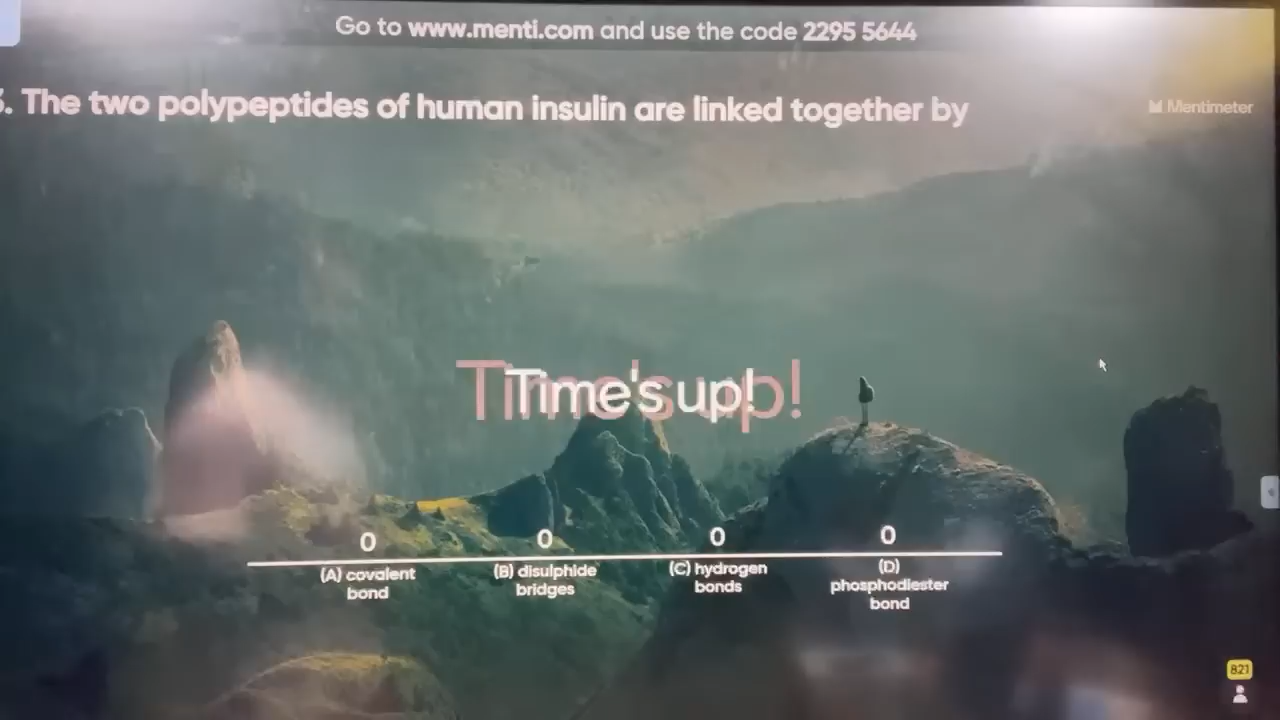 Go to www.menti.com and use the code 2295 5644
. The two polypeptides of human insulin are linked together by
Mentimeter
Time's up!
0 0 0 0
(A) covalent bond
(B) disulphide bridges
(C) hydrogen bonds
(D) phosphodiester bond
821